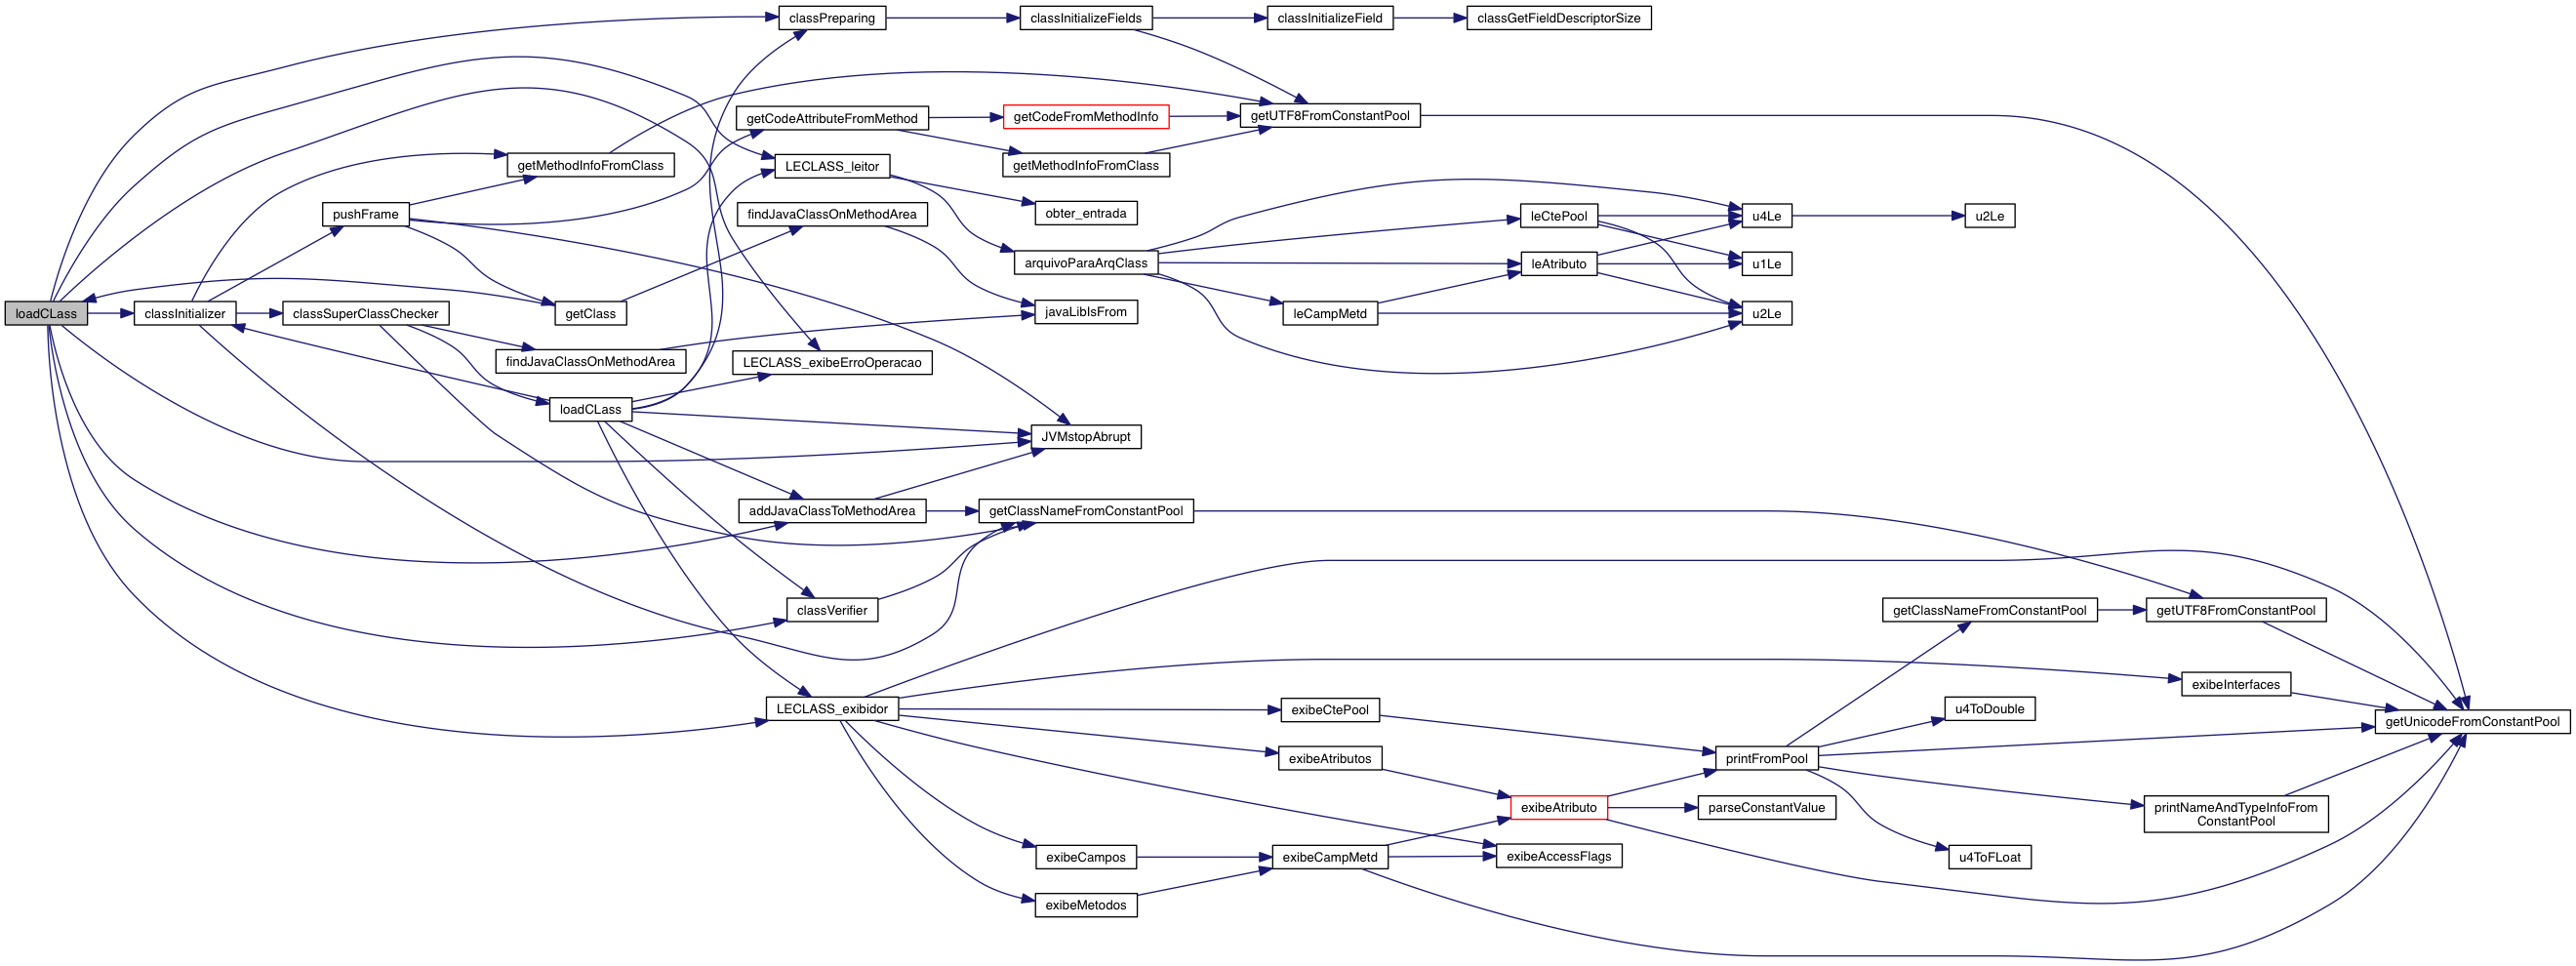 classPreparing
classInitializeFields
classInitializeField
classGetFieldDescriptorSize
getCodeAttributeFromMethod
getCodeFromMethodInfo
getUTF8FromConstantPool
getMethodInfoFromClass
LECLASS_leitor
getMethodInfoFromClass
pushFrame
findJavaClassOnMethodArea
obter_entrada
leCtePool
u4Le
u2Le
arquivoParaArqClass
leAtributo
u1Le
loadCLass
classInitializer
classSuperClassChecker
getClass
javaLibIsFrom
leCampMetd
u2Le
findJavaClassOnMethodArea
LECLASS_exibeErroOperacao
loadCLass
JVMstopAbrupt
addJavaClassToMethodArea
getClassNameFromConstantPool
classVerifier
getClassNameFromConstantPool
getUTF8FromConstantPool
exibeInterfaces
LECLASS_exibidor
exibeCtePool
u4ToDouble
getUnicodeFromConstantPool
exibeAtributos
printFromPool
exibeAtributo
parseConstantValue
printNameAndTypeInfoFrom
ConstantPool
exibeCampos
exibeCampMetd
exibeAccessFlags
u4ToFLoat
exibeMetodos